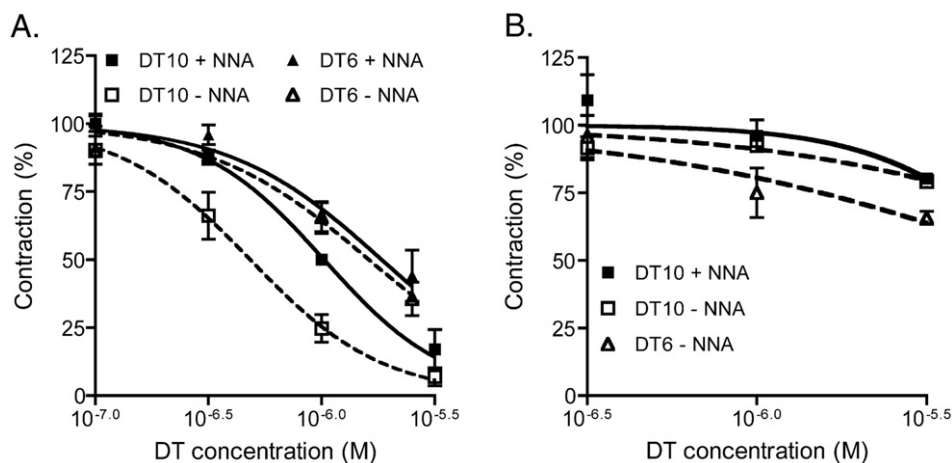 A.
125
100
75
50
25
0
Contraction (%)
DT10 + NNA
DT10 - NNA
DT6 + NNA
DT6 - NNA
10-7.0
10-6.5
10-6.0
10-5.5
DT concentration (M)
B.
125
100
75
50
25
0
Contraction (%)
DT10 + NNA
DT10 - NNA
DT6 - NNA
10-6.5
10-6.0
10-5.5
DT concentration (M)